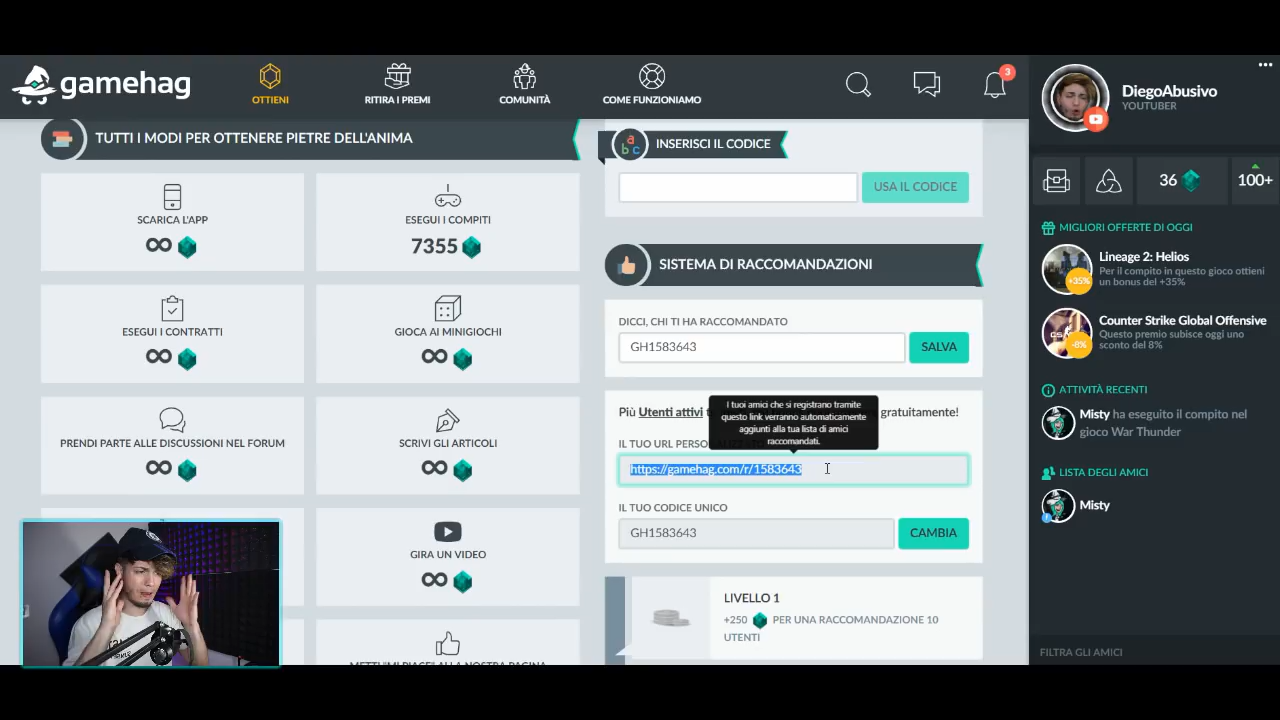 gamehag
OTTIENI
RITIRA I PREMI
COMUNITÀ
COME FUNZIONIAMO
3
DiegoAbusivo
YOUTUBER
36
100+
TUTTI I MODI PER OTTENERE PIETRE DELL'ANIMA
SCARICA L'APP
∞
ESEGUI I COMPITI
7355
ESEGUI I CONTRATTI
∞
GIOCA AI MINIGIOCHI
∞
PRENDI PARTE ALLE DISCUSSIONI NEL FORUM
∞
SCRIVI GLI ARTICOLI
∞
GIRA UN VIDEO
∞
a
b c
INSERISCI IL CODICE
USA IL CODICE
SISTEMA DI RACCOMANDAZIONI
DICCI, CHI TI HA RACCOMANDATO
GH1583643
SALVA
Più Utenti attivi gratuitamente!
I tuoi amici che si registrano tramite
questo link verranno automaticamente
aggiunti alla tua lista di amici
raccomandati.
IL TUO URL
https://gamehag.com/r/1583643
IL TUO CODICE UNICO
GH1583643
CAMBIA
LIVELLO 1
+250 PER UNA RACCOMANDAZIONE 10
UTENTI
MIGLIORI OFFERTE DI OGGI
Lineage 2: Helios
Per il compito in questo gioco ottieni
un bonus del +35%
+35%
Counter Strike Global Offensive
Questo premio subisce oggi uno
sconto del 8%
-8%
ATTIVITÀ RECENTI
Misty ha eseguito il compito nel
gioco War Thunder
LISTA DEGLI AMICI
Misty
FILTRA GLI AMICI